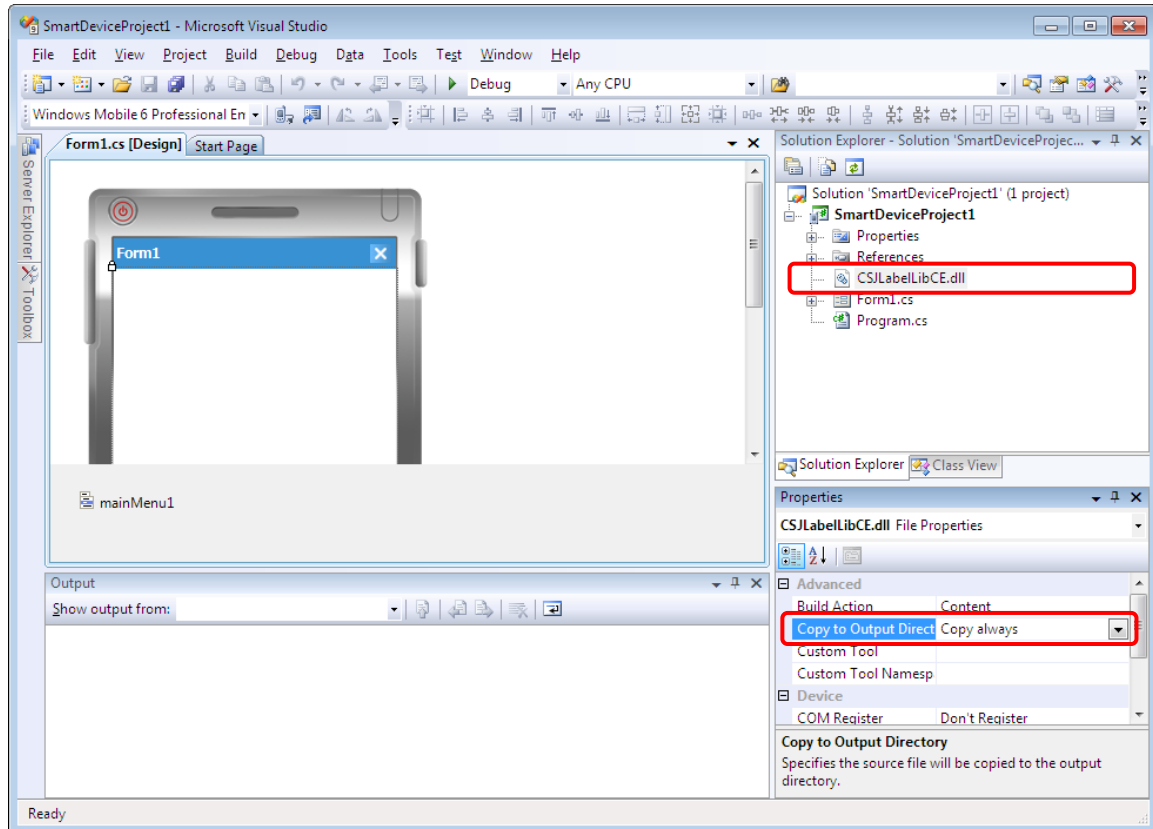 SmartDeviceProject1 - Microsoft Visual Studio
File Edit View Project Build Debug Data Tools Test Window Help
Debug Any CPU
Windows Mobile 6 Professional Em
Server Explorer
Toolbox
Form1.cs [Design] Start Page
Form1
mainMenu1
Output
Show output from:
Solution Explorer - Solution 'SmartDeviceProjec...
Solution 'SmartDeviceProject1' (1 project)
SmartDeviceProject1
Properties
References
CSJLabelLibCE.dll
Form1.cs
Program.cs
Solution Explorer Class View
Properties
CSJLabelLibCE.dll File Properties
Advanced
Build Action Content
Copy to Output Direct Copy always
Custom Tool
Custom Tool Namesp
Device
COM Register Don't Register
Copy to Output Directory
Specifies the source file will be copied to the output
directory.
Ready